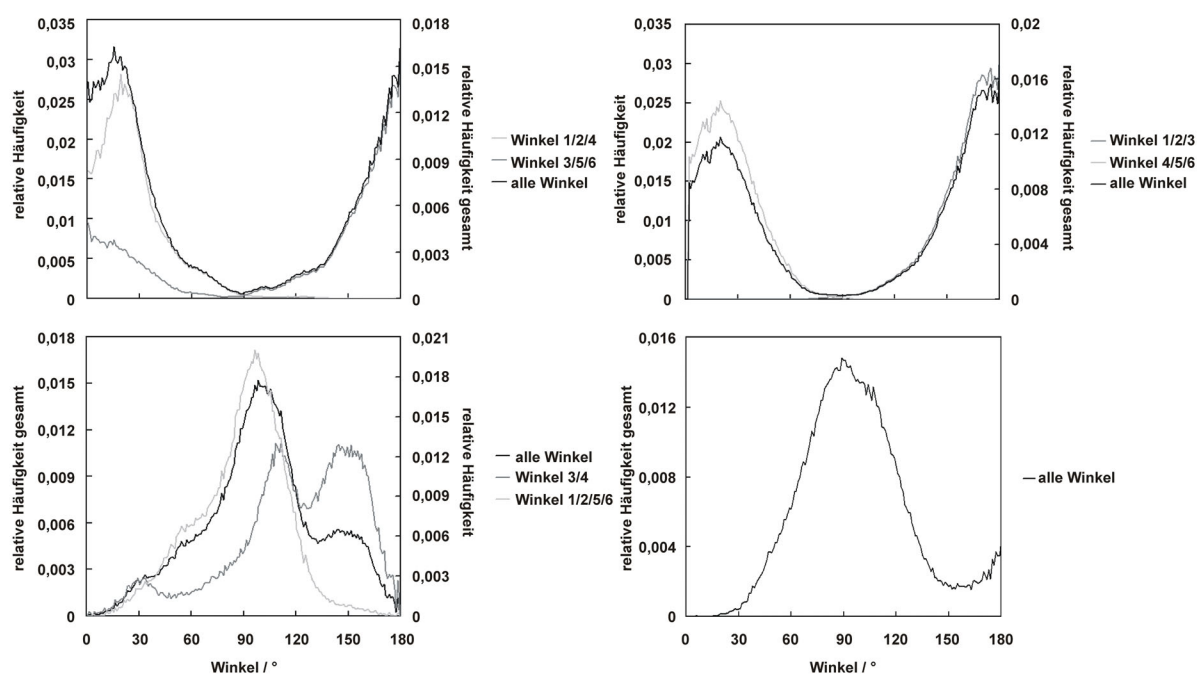 0,035
0,03
0,025
0,02
0,015
0,01
0,005
0
relative Häufigkeit
0,018
0,015
0,012
0,009
0,006
0,003
0
relative Häufigkeit gesamt
Winkel 1/2/4
Winkel 3/5/6
alle Winkel
0,035
0,03
0,025
0,02
0,015
0,01
0,005
0
relative Häufigkeit
0,02
0,016
0,012
0,008
0,004
0
relative Häufigkeit gesamt
Winkel 1/2/3
Winkel 4/5/6
alle Winkel
0,018
0,015
0,012
0,009
0,006
0,003
0
relative Häufigkeit gesamt
0,021
0,018
0,015
0,012
0,009
0,006
0,003
0
relative Häufigkeit
alle Winkel
Winkel 3/4
Winkel 1/2/5/6
0 30 60 90 120 150 180
Winkel / °
0,016
0,012
0,008
0,004
0
relative Häufigkeit gesamt
alle Winkel
0 30 60 90 120 150 180
Winkel / °